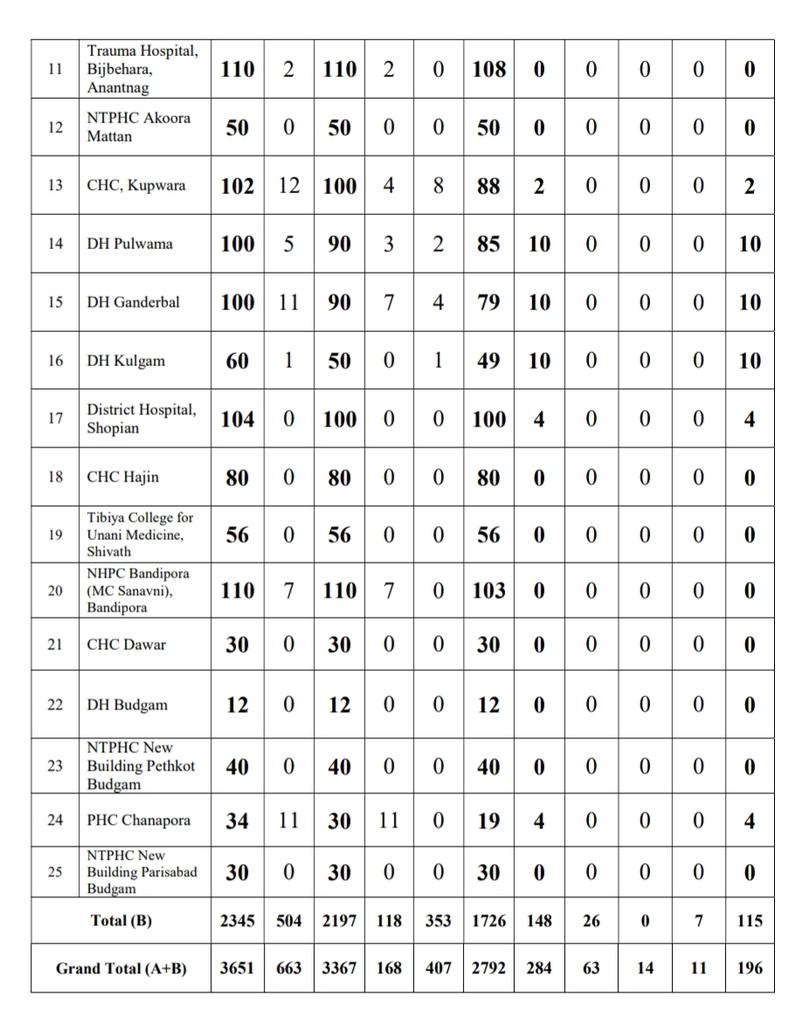 11 Trauma Hospital, Bijbehara, Anantnag 110 2 110 2 0 108 0 0 0 0 0
12 NTPHC Akoora Mattan 50 0 50 0 0 50 0 0 0 0 0
13 CHC, Kupwara 102 12 100 4 8 88 2 0 0 0 2
14 DH Pulwama 100 5 90 3 2 85 10 0 0 0 10
15 DH Ganderbal 100 11 90 7 4 79 10 0 0 0 10
16 DH Kulgam 60 1 50 0 1 49 10 0 0 0 10
17 District Hospital, Shopian 104 0 100 0 0 100 4 0 0 0 4
18 CHC Hajin 80 0 80 0 0 80 0 0 0 0 0
19 Tibiya College for Unani Medicine, Shivath 56 0 56 0 0 56 0 0 0 0 0
20 NHPC Bandipora (MC Sanavni), Bandipora 110 7 110 7 0 103 0 0 0 0 0
21 CHC Dawar 30 0 30 0 0 30 0 0 0 0 0
22 DH Budgam 12 0 12 0 0 12 0 0 0 0 0
23 NTPHC New Building Pethkot Budgam 40 0 40 0 0 40 0 0 0 0 0
24 PHC Chanapora 34 11 30 11 0 19 4 0 0 0 4
25 NTPHC New Building Parisabad Budgam 30 0 30 0 0 30 0 0 0 0 0
Total (B) 2345 504 2197 118 353 1726 148 26 0 7 115
Grand Total (A+B) 3651 663 3367 168 407 2792 284 63 14 11 196